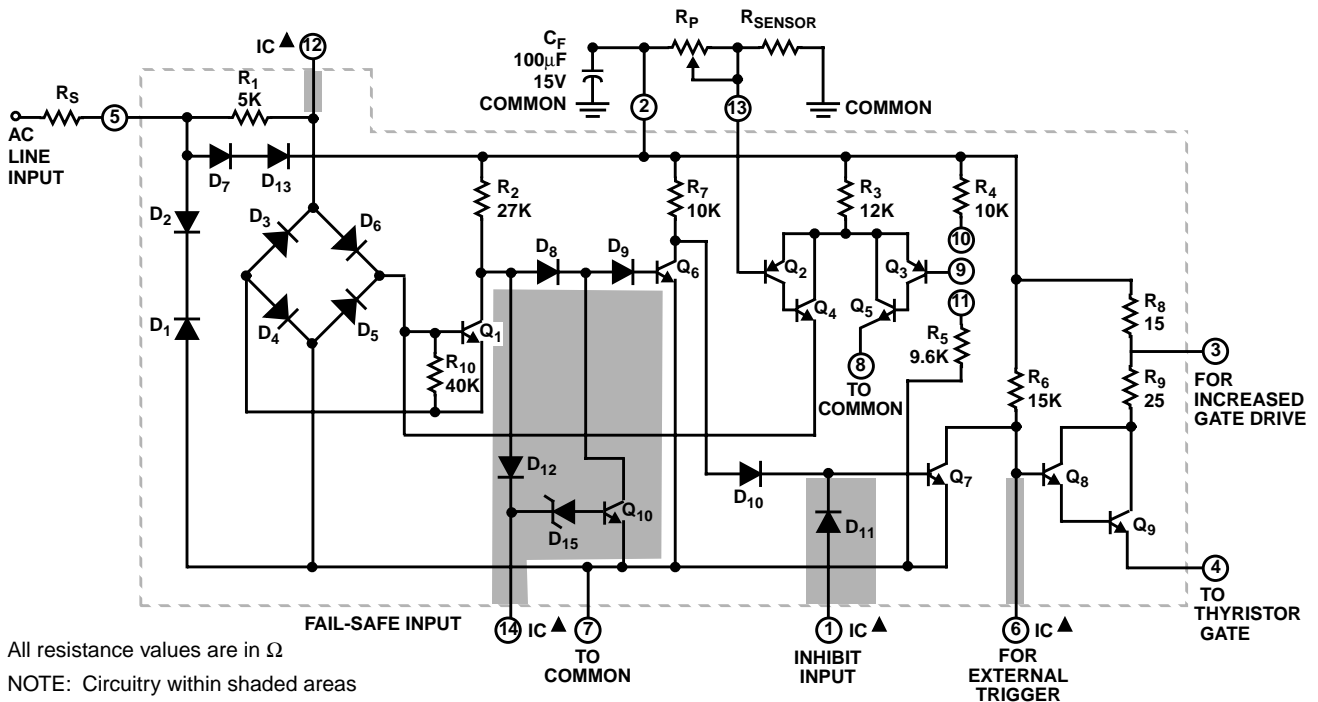 IC ▲ 12
R1
5K
RS
5
AC
LINE
INPUT
CF
100μF
15V
COMMON
RP
RSENSOR
2
13
COMMON
D7
D13
D2
D1
D3
D6
D4
D5
R2
27K
D8
D9
Q1
R10
40K
D12
D15
Q10
R7
10K
Q6
R3
12K
Q2
Q4
Q3
Q5
8
TO
COMMON
R4
10K
10
9
11
R5
9.6K
D10
D11
Q7
R6
15K
Q8
Q9
R8
15
R9
25
3
FOR
INCREASED
GATE DRIVE
4
TO
THYRISTOR
GATE
FAIL-SAFE INPUT
14 IC ▲
7
TO
COMMON
1 IC ▲
INHIBIT
INPUT
6 IC ▲
FOR
EXTERNAL
TRIGGER
All resistance values are in Ω
NOTE: Circuitry within shaded areas